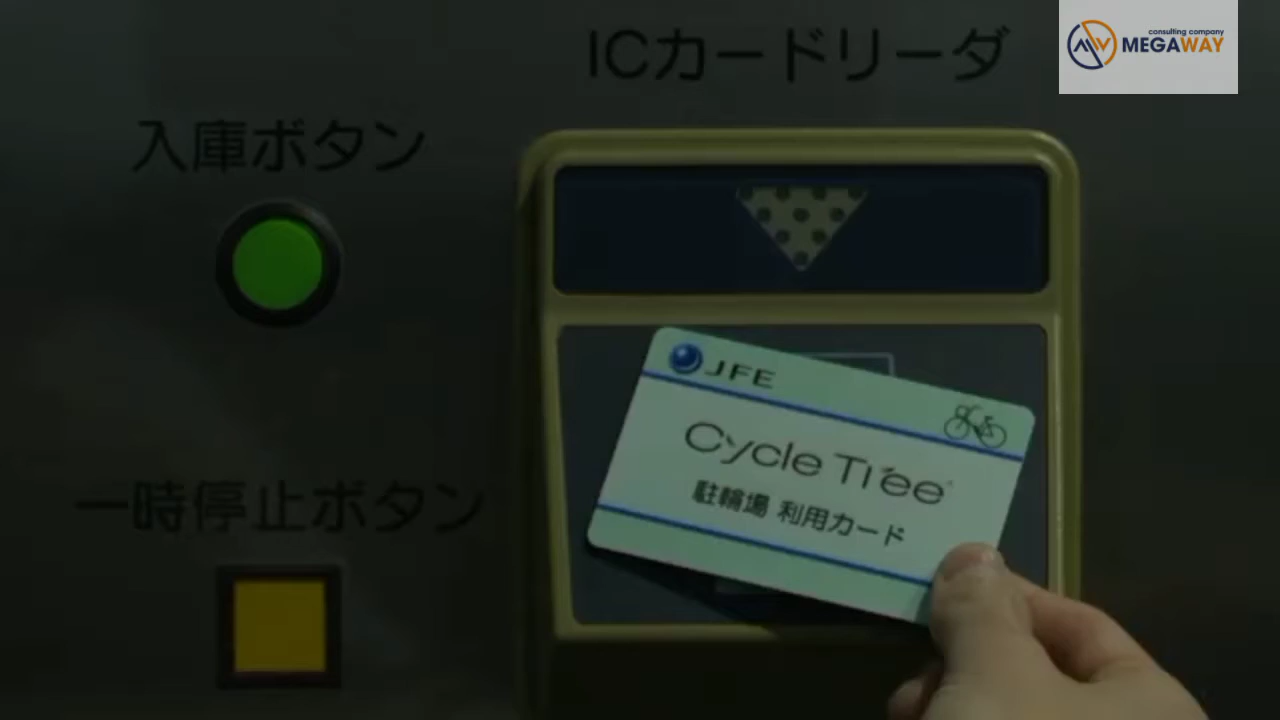 consulting company
MEGAWAY
ICカードリーダ
入庫ボタン
JFE
Cycle Tree
駐輪場 利用カード
一時停止ボタン